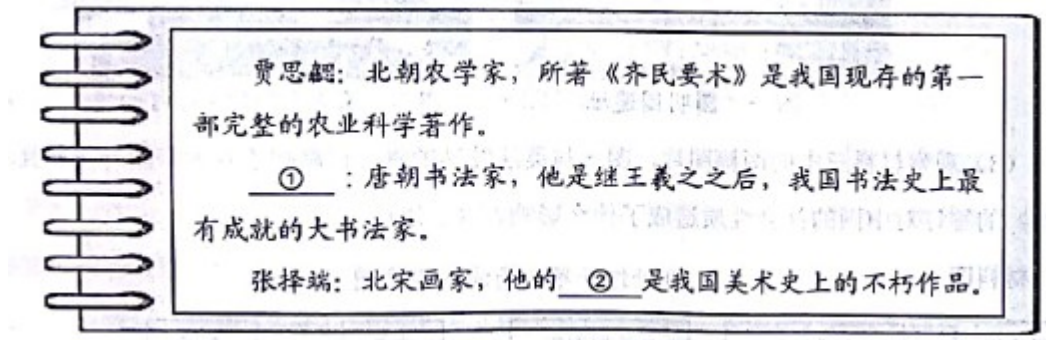 贾思勰：北朝农学家，所著《齐民要术》是我国现存的第一
部完整的农业科学著作。
①：唐朝书法家，他是继王羲之之后，我国书法史上最
有成就的大书法家。
张择端：北宋画家，他的 ② 是我国美术史上的不朽作品。